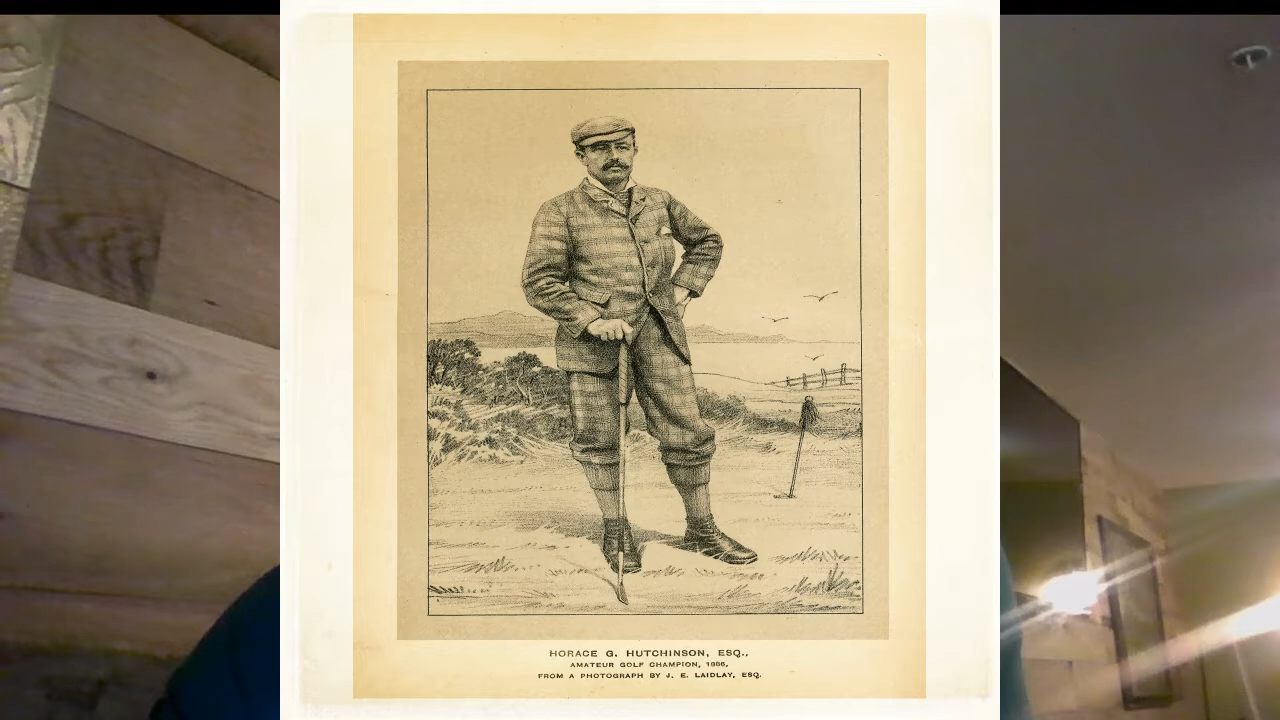 HORACE G. HUTCHINSON, ESQ.,
AMATEUR GOLF CHAMPION, 1886,
FROM A PHOTOGRAPH BY J. E. LAIDLAY, ESQ.